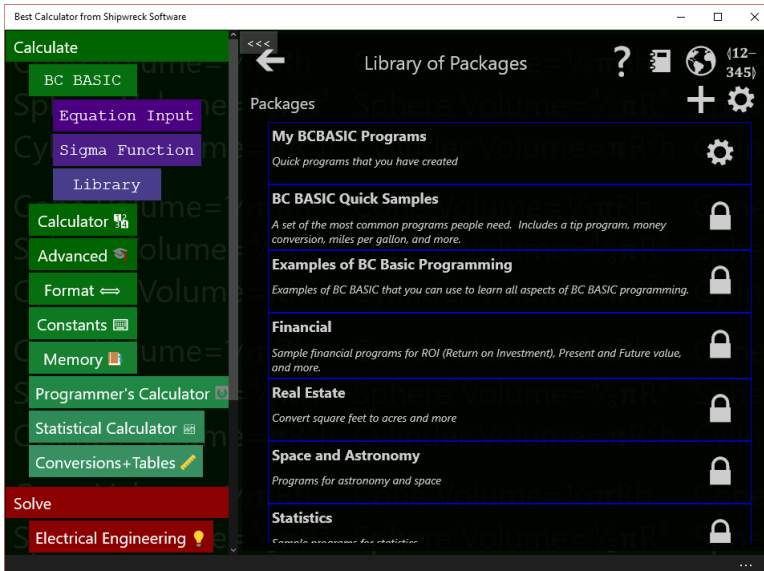 Best Calculator from Shipwreck Software
Calculate
BC BASIC
Equation Input
Sigma Function
Library
Calculator
Advanced
Format
Constants
Memory
Programmer's Calculator
Statistical Calculator
Conversions+Tables
Solve
Electrical Engineering
<<<
Library of Packages
?
(12–
345)
Packages
My BCBASIC Programs
Quick programs that you have created
BC BASIC Quick Samples
A set of the most common programs people need. Includes a tip program, money
conversion, miles per gallon, and more.
Examples of BC Basic Programming
Examples of BC BASIC that you can use to learn all aspects of BC BASIC programming.
Financial
Sample financial programs for ROI (Return on Investment), Present and Future value,
and more.
Real Estate
Convert square feet to acres and more
Space and Astronomy
Programs for astronomy and space
Statistics
Sample programs for statistics